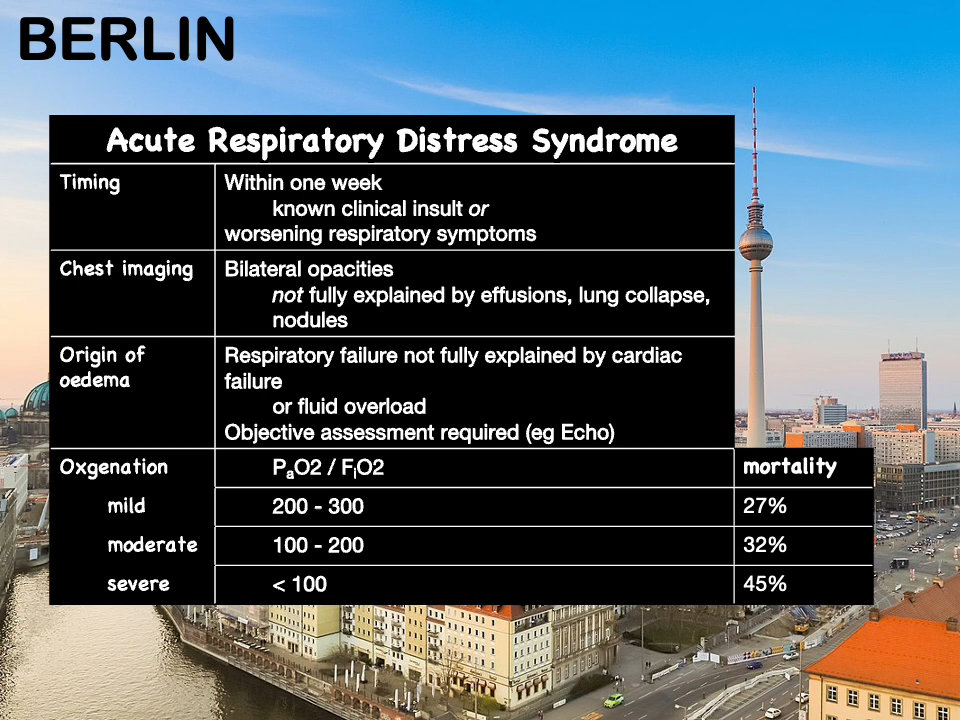 BERLIN
Acute Respiratory Distress Syndrome
Timing
Within one week
known clinical insult or
worsening respiratory symptoms
Chest imaging
Bilateral opacities
not fully explained by effusions, lung collapse,
nodules
Origin of
oedema
Respiratory failure not fully explained by cardiac
failure
or fluid overload
Objective assessment required (eg Echo)
Oxgenation PaO2 / FIO2 mortality
mild 200 - 300 27%
moderate 100 - 200 32%
severe < 100 45%